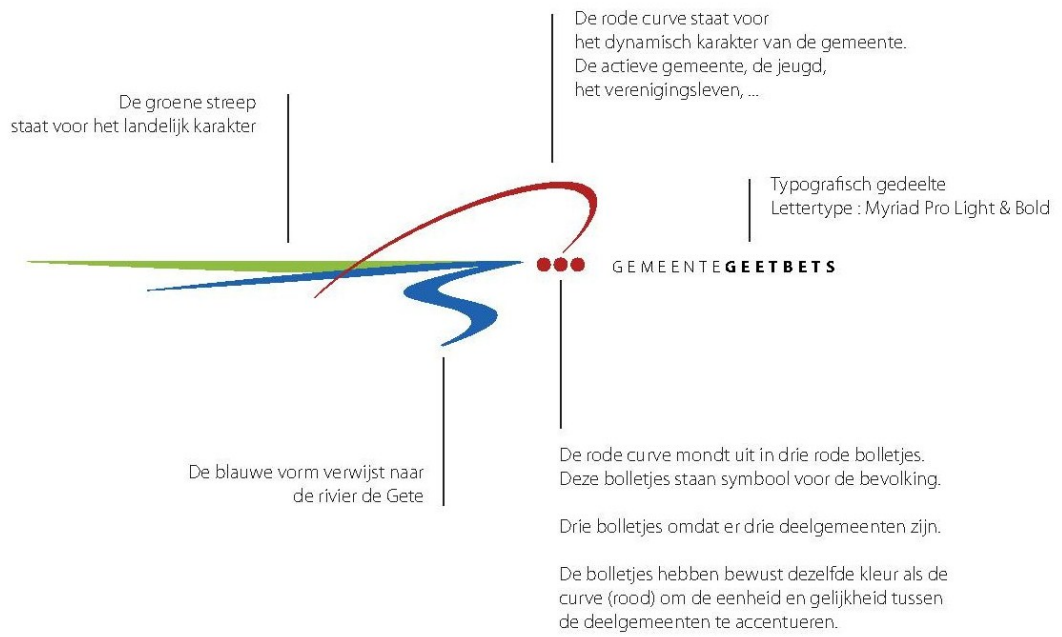 De rode curve staat voor
het dynamisch karakter van de gemeente.
De actieve gemeente, de jeugd,
het verenigingsleven, ...
De groene streep
staat voor het landelijk karakter
Typografisch gedeelte
Lettertype : Myriad Pro Light & Bold
GEMEENTEGEETBETS
De blauwe vorm verwijst naar
de rivier de Gete
De rode curve mondt uit in drie rode bolletjes.
Deze bolletjes staan symbool voor de bevolking.
Drie bolletjes omdat er drie deelgemeenten zijn.
De bolletjes hebben bewust dezelfde kleur als de
curve (rood) om de eenheid en gelijkheid tussen
de deelgemeenten te accentueren.